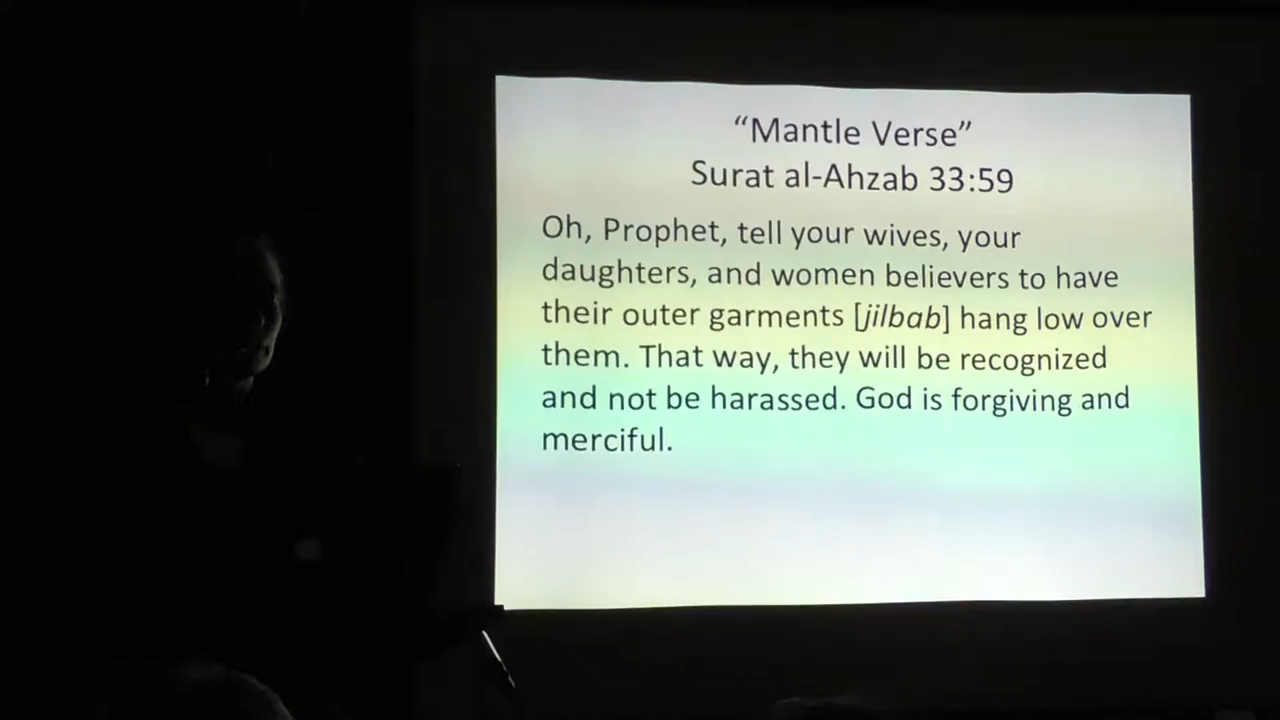 “Mantle Verse”
Surat al-Ahzab 33:59
Oh, Prophet, tell your wives, your
daughters, and women believers to have
their outer garments [jilbab] hang low over
them. That way, they will be recognized
and not be harassed. God is forgiving and
merciful.